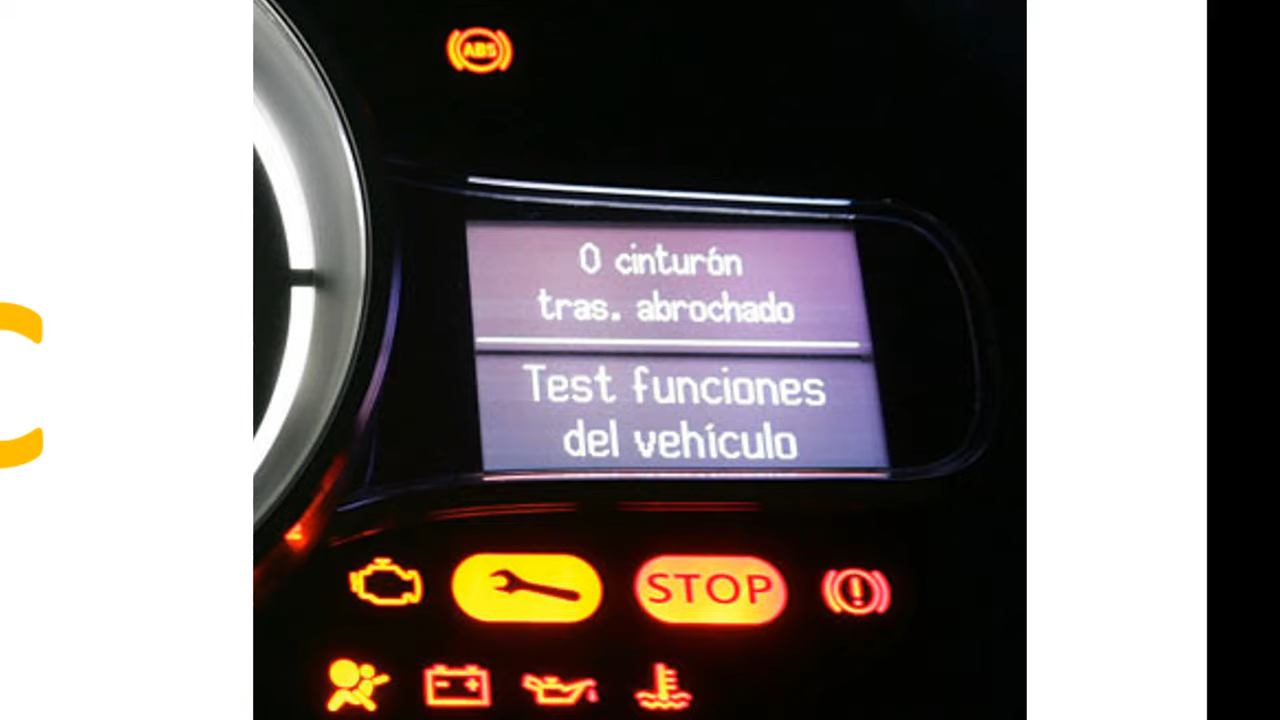 ABS
0 cinturón
tras. abrochado
Test funciones
del vehículo
STOP